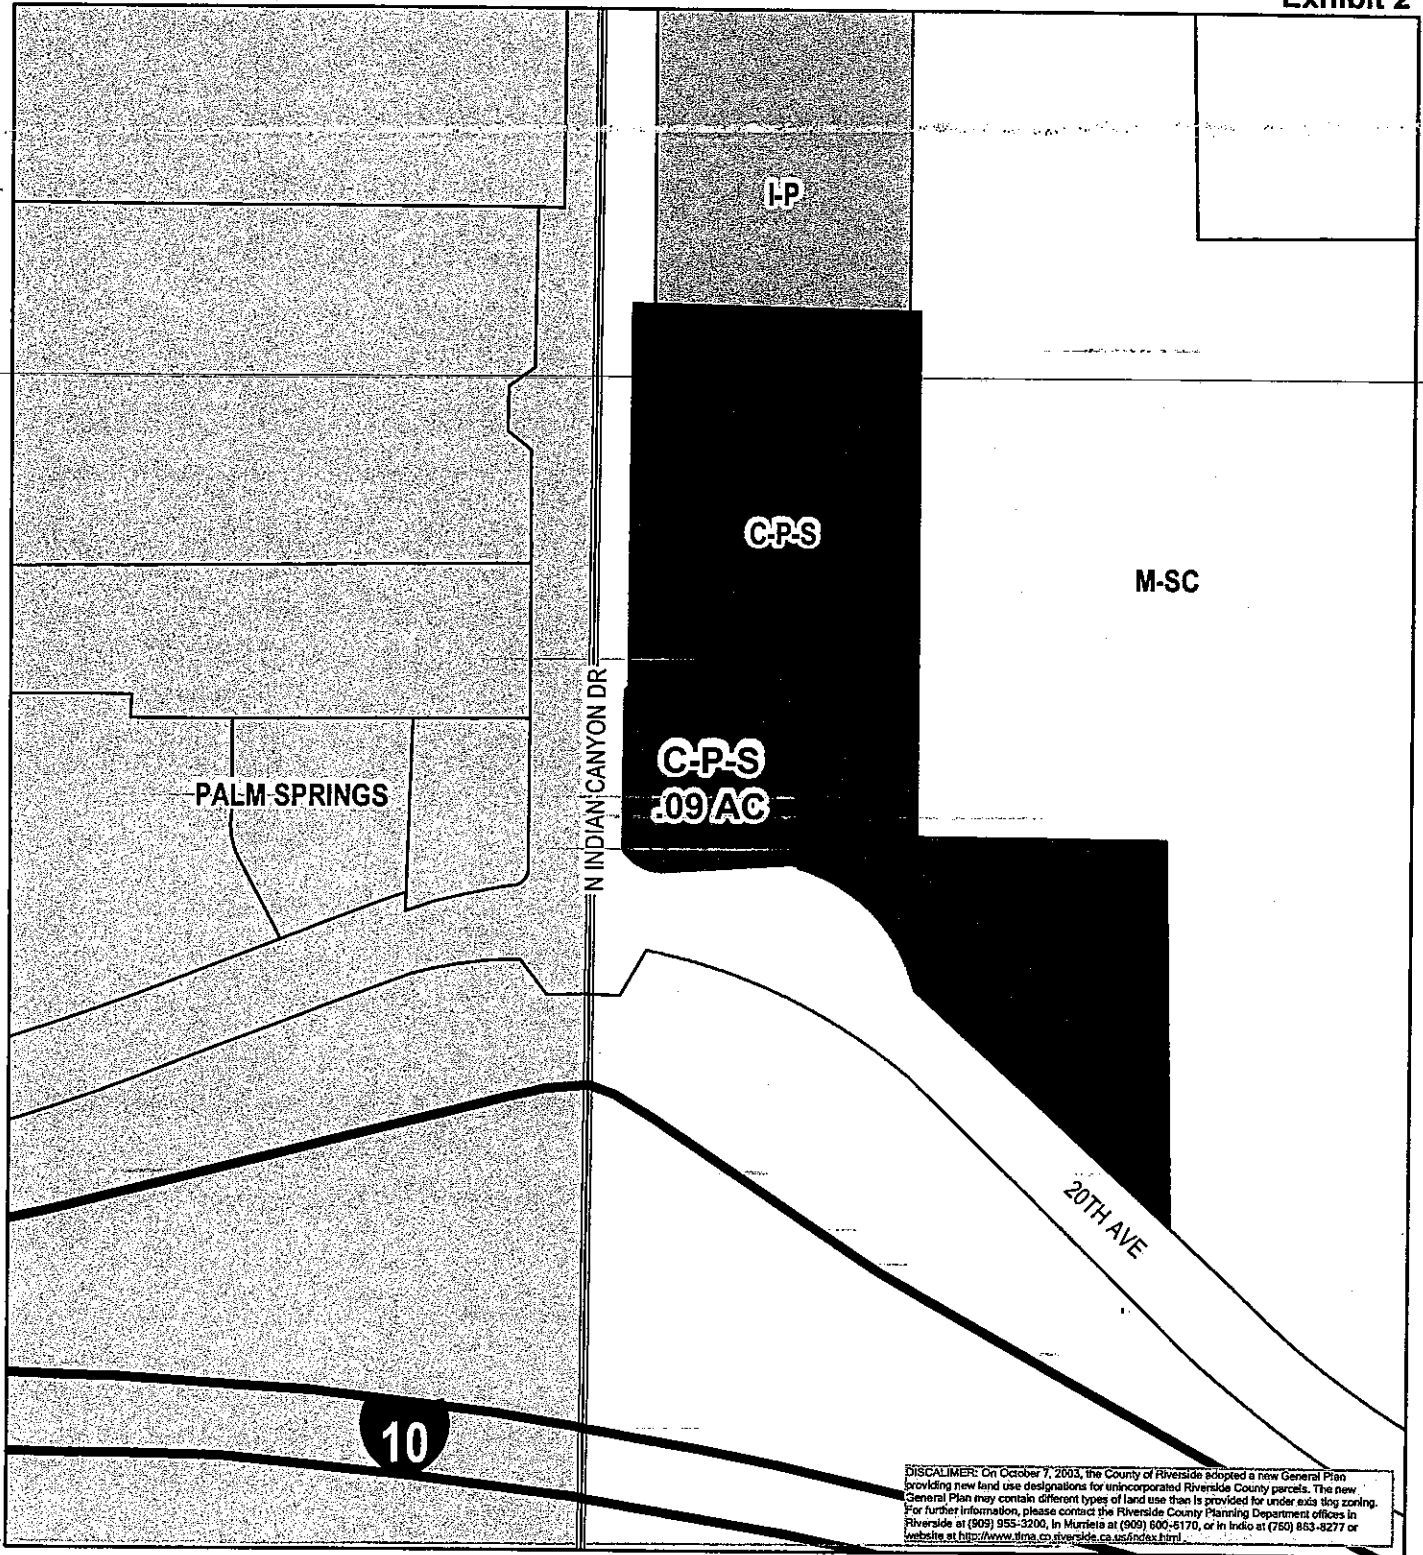 Exhibit 2
I-P
C-P-S
M-SC
N INDIAN CANYON DR
C-P-S
.09 AC
PALM SPRINGS
20TH AVE
10
DISCALIMER: On October 7, 2003, the County of Riverside adopted a new General Plan
providing new land use designations for unincorporated Riverside County parcels. The new
General Plan may contain different types of land use than is provided for under existing zoning.
For further information, please contact the Riverside County Planning Department offices in
Riverside at (909) 955-3200, in Murrieta at (909) 600-6170, or in Indio at (760) 863-8277 or
website at http://www.tlma.co.riverside.ca.us/index.html